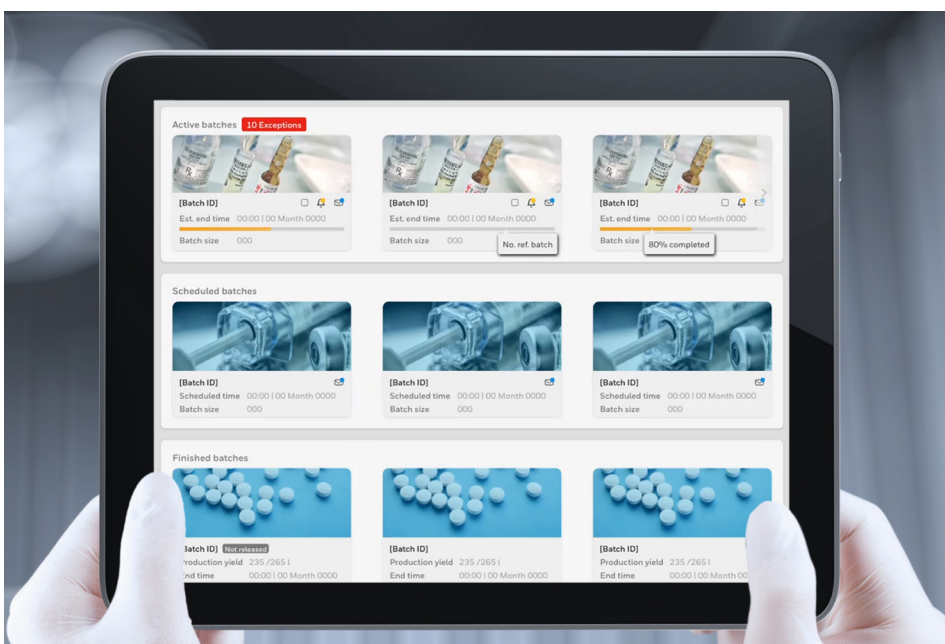 Active batches 10 Exceptions
[Batch ID] [Batch ID] [Batch ID]
Est. end time 00:00 | 00 Month 0000 Est. end time 00:00 | 00 Month 0000 Est. end time 00:00 | 00 Month 0000
Batch size 000 Batch size 000 No. ref. batch Batch size 80% completed
Scheduled batches
[Batch ID] [Batch ID] [Batch ID]
Scheduled time 00:00 | 00 Month 0000 Scheduled time 00:00 | 00 Month 0000 Scheduled time 00:00 | 00 Month 0000
Batch size 000 Batch size 000 Batch size 000
Finished batches
Batch ID] Not released [Batch ID] [Batch ID]
Production yield 235 /265 l Production yield 235 /265 l Production yield 235 /265 l
End time 00:00 | 00 Month 0000 End time 00:00 | 00 Month 0000 End time 00:00 | 00 Month 00